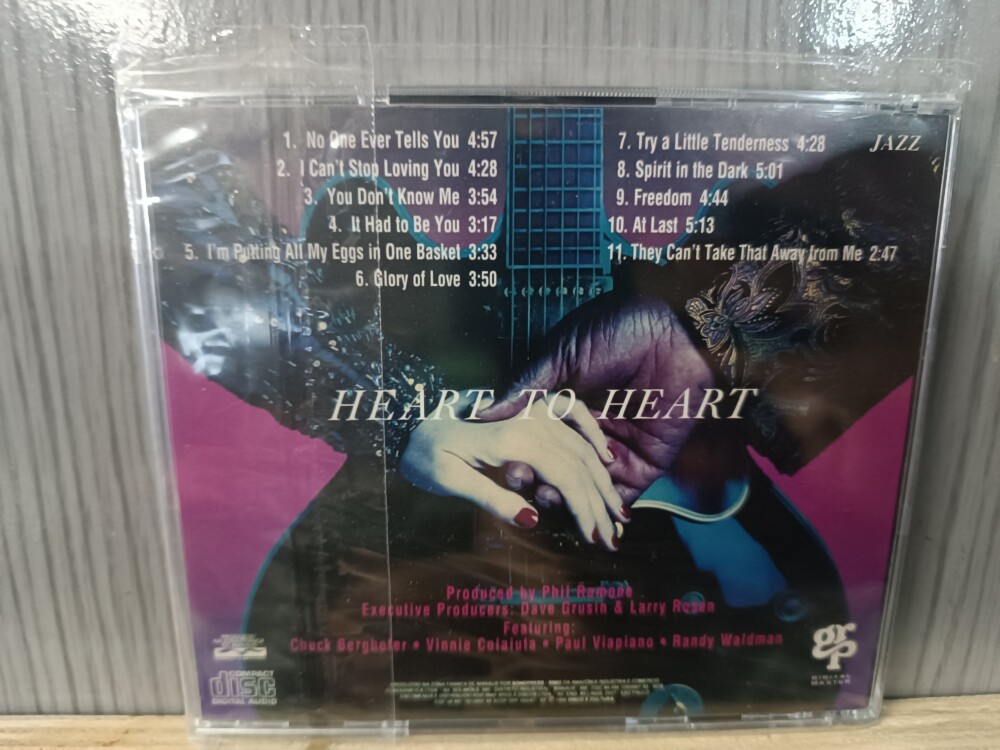 1. No One Ever Tells You 4:57
2. I Can't Stop Loving You 4:28
3. You Don't Know Me 3:54
4. It Had to Be You 3:17
5. I'm Putting All My Eggs in One Basket 3:33
6. Glory of Love 3:50
7. Try a Little Tenderness 4:28
8. Spirit in the Dark 5:01
9. Freedom 4:44
10. At Last 5:13
11. They Can't Take That Away from Me 2:47
JAZZ
HEART TO HEART
Produced by Phil Ramone
Executive Producers: Dave Grusin & Larry Rosen
Featuring:
Chuck Berghofer • Vinnie Colaiuta • Paul Viapiano • Randy Waldman
COMPACT
disc
DIGITAL AUDIO
grp
DIGITAL
MASTER